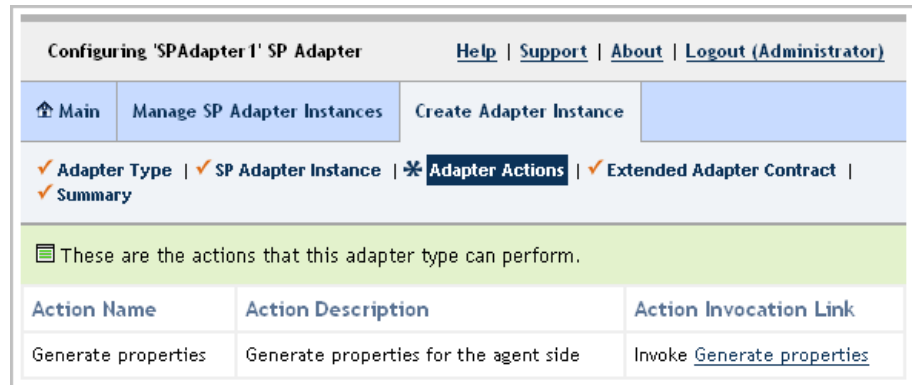 Configuring 'SPAdapter1' SP Adapter Help | Support | About | Logout (Administrator)
Main Manage SP Adapter Instances Create Adapter Instance
Adapter Type | SP Adapter Instance | Adapter Actions | Extended Adapter Contract |
Summary
These are the actions that this adapter type can perform.
Action Name Action Description Action Invocation Link
Generate properties Generate properties for the agent side Invoke Generate properties